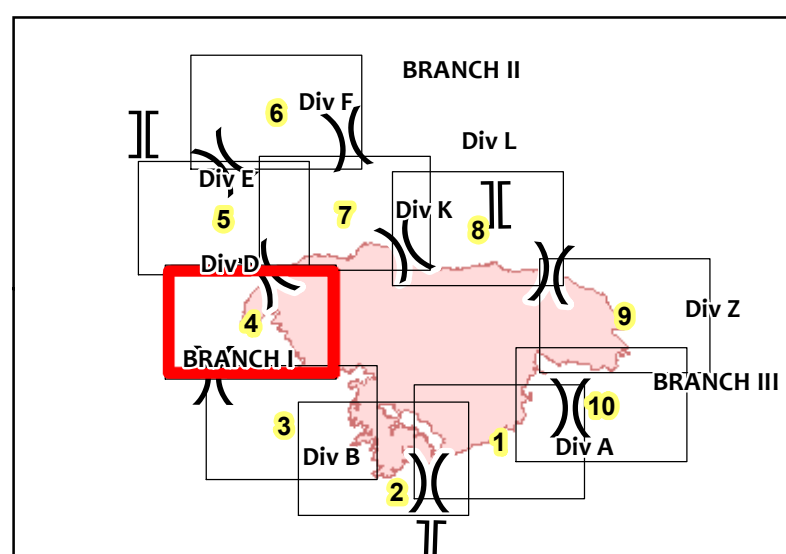 BRANCH II
6
Div F
][
Div L
Div E
5
7
Div K
][
8
Div D
4
9
Div Z
BRANCH I
BRANCH III
10
3
1
Div A
Div B
2
][